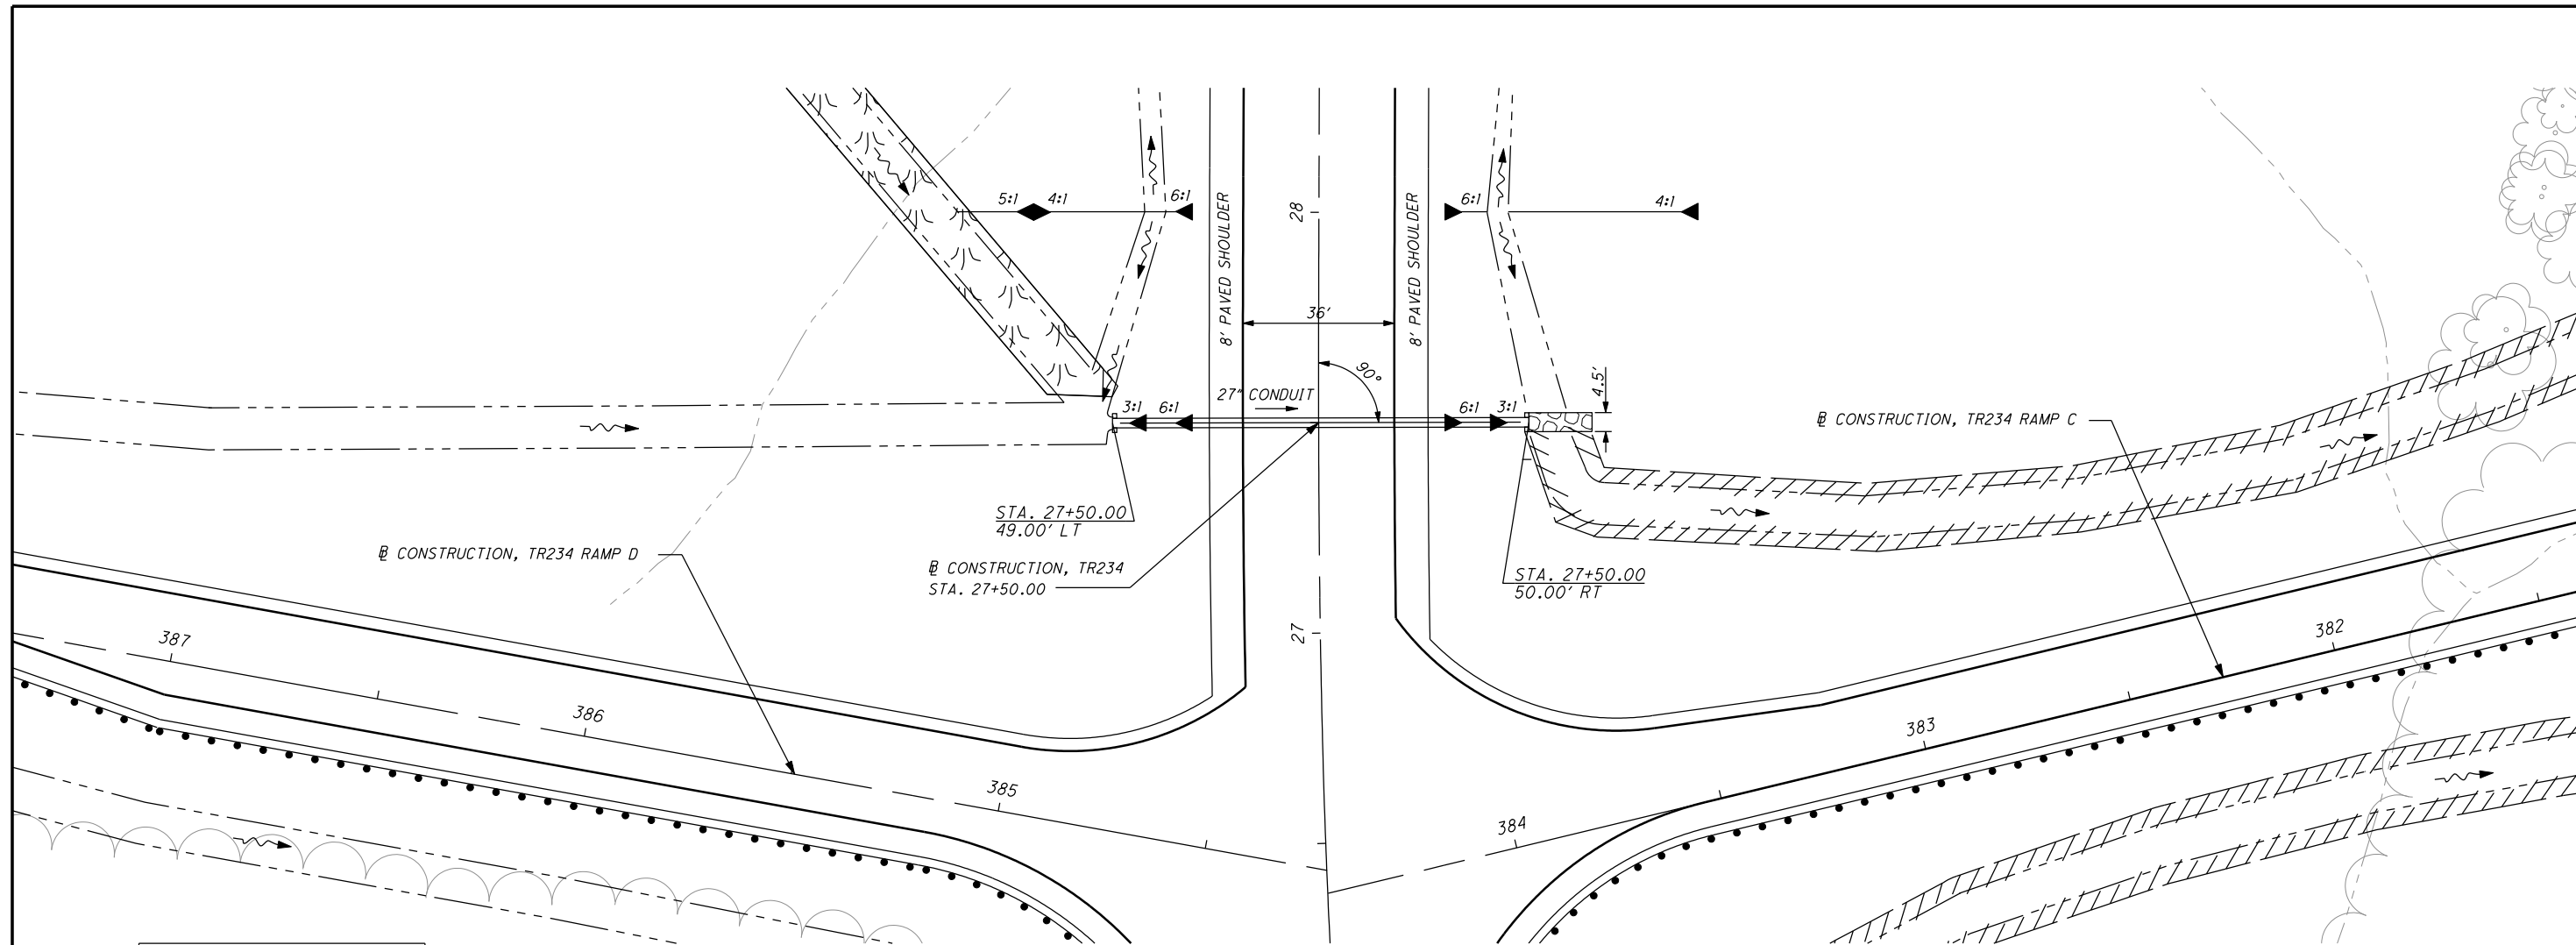 5:1
4:1
6:1
8' PAVED SHOULDER
28
8' PAVED SHOULDER
6:1
4:1
36'
90°
4.5'
27" CONDUIT
3:1
6:1
6:1
3:1
℄ CONSTRUCTION, TR234 RAMP C
STA. 27+50.00
49.00' LT
℄ CONSTRUCTION, TR234 RAMP D
℄ CONSTRUCTION, TR234
STA. 27+50.00
STA. 27+50.00
50.00' RT
27
387
386
385
384
383
382